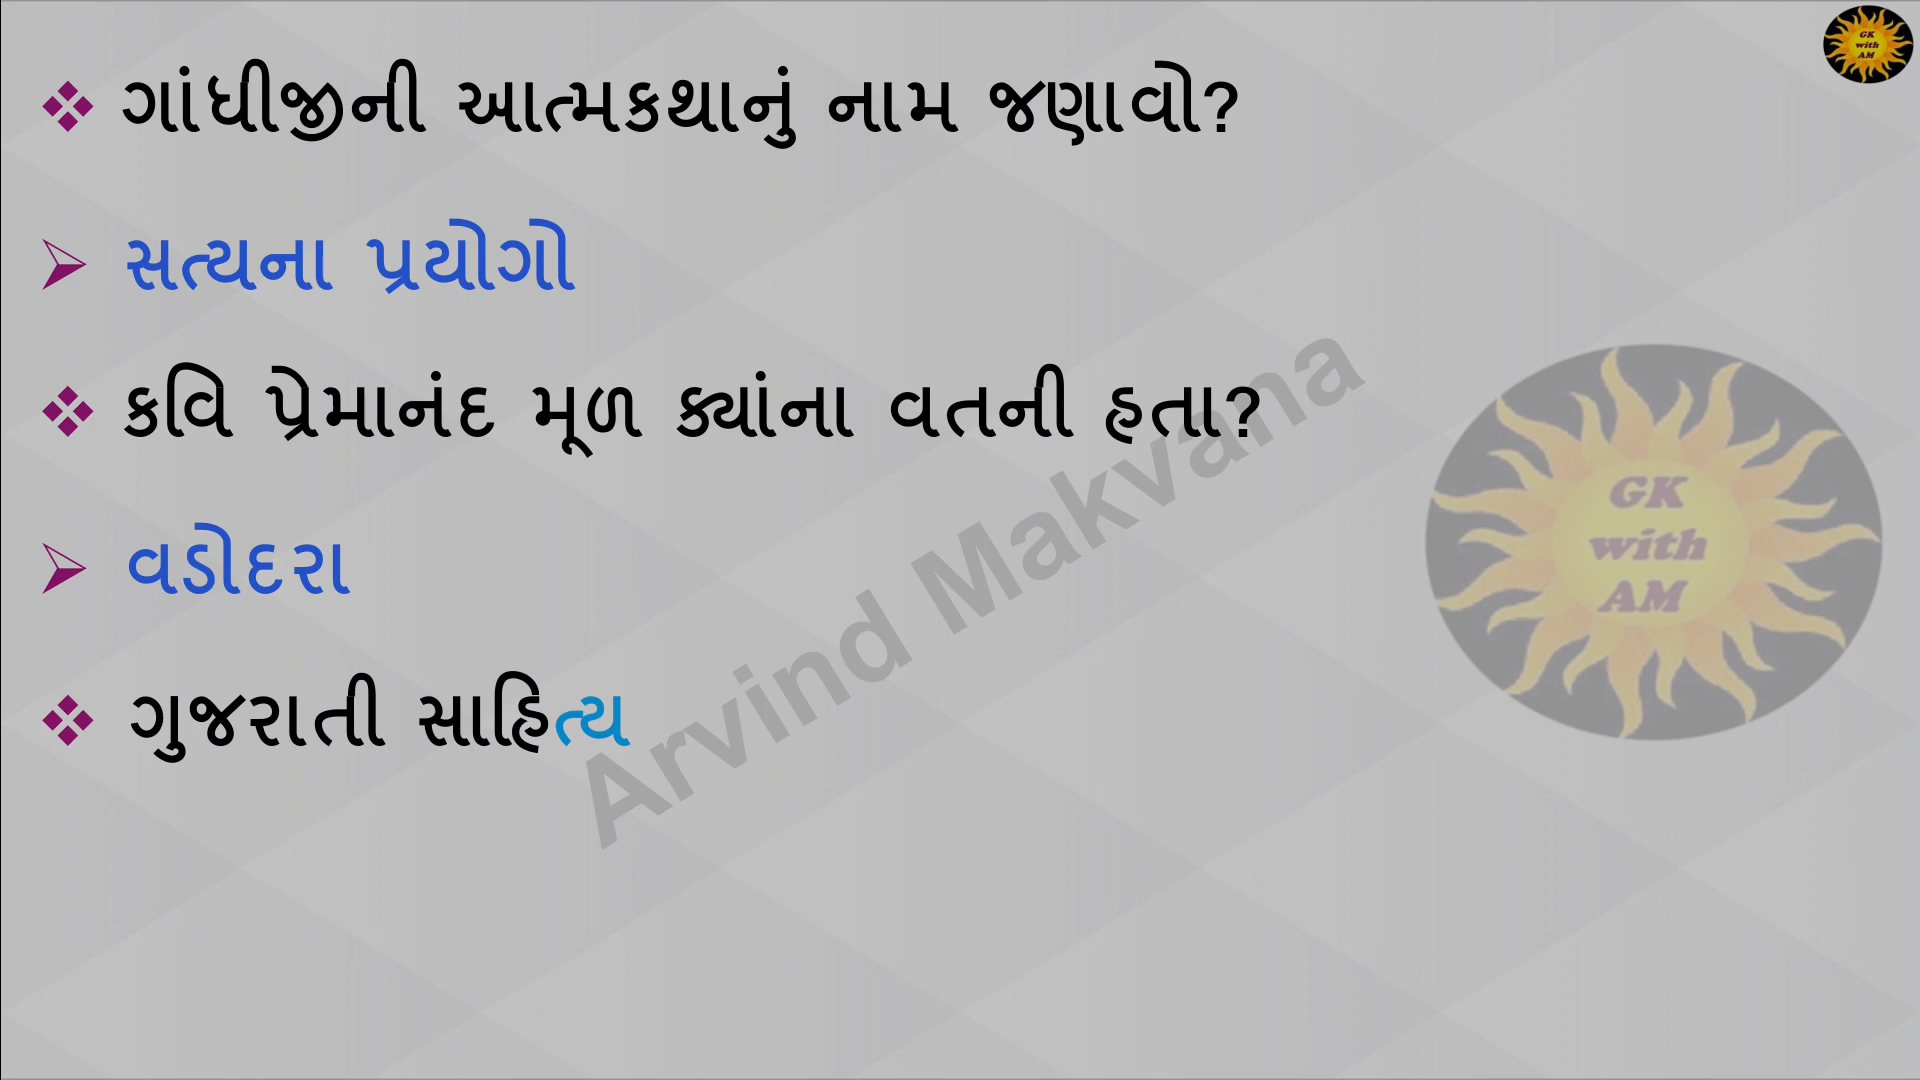 GK
with
AM
ગાંધીજીની આત્મકથાનું નામ જણાવો?
સત્યના પ્રયોગો
કવિ પ્રેમાનંદ મૂળ ક્યાંના વતની હતા?
વડોદરા
ગુજરાતી સાહિત્ય
Arvind Makvana
GK
with
AM